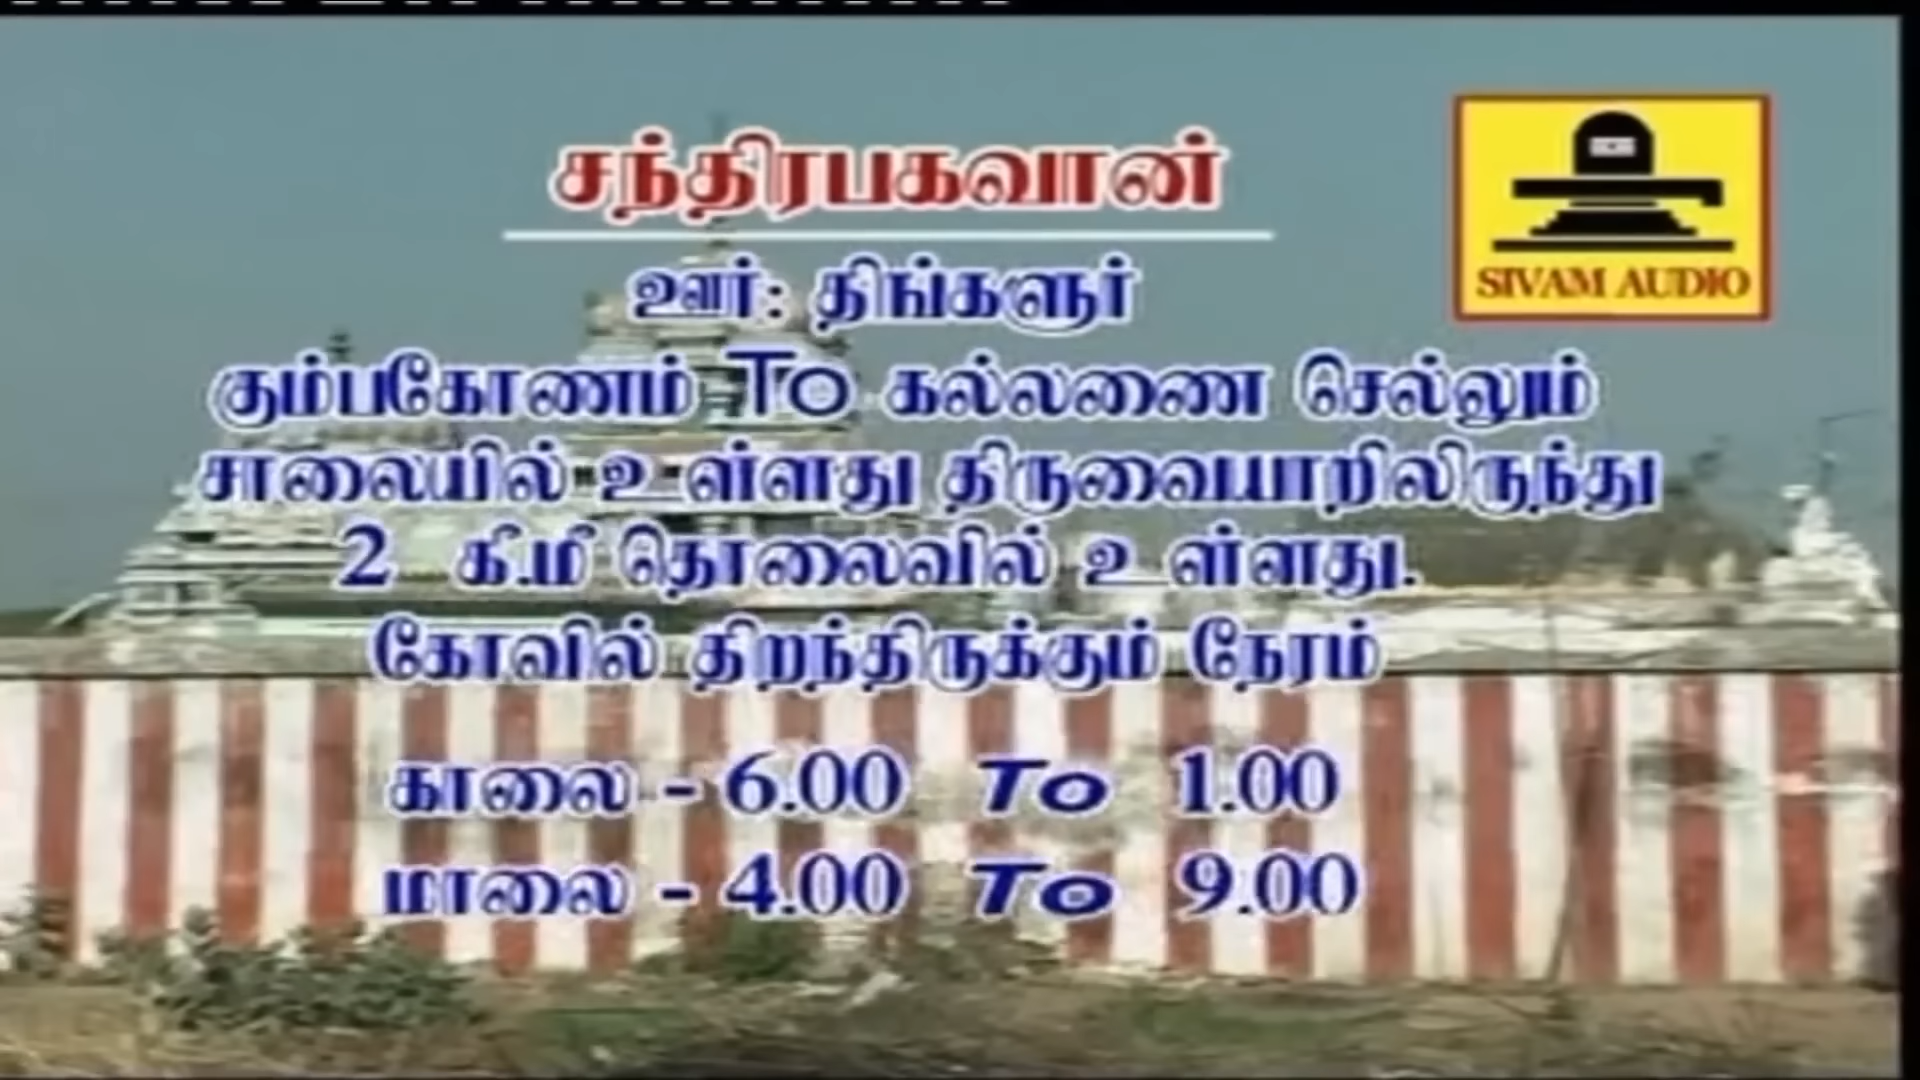 சந்திரபகவான்
SIVAM AUDIO
ஊர்: திங்களுர்
கும்பகோணம் To கல்லணை செல்லும்
சாலையில் உள்ளது திருவையாறிலிருந்து
2 கி.மீ தொலைவில் உள்ளது.
கோவில் திறந்திருக்கும் நேரம்
காலை - 6.00 To 1.00
மாலை - 4.00 To 9.00